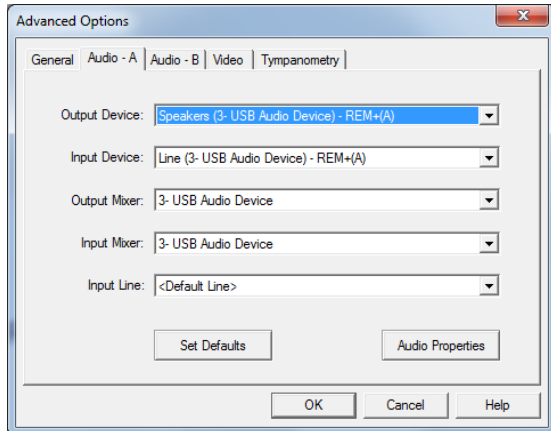 Advanced Options
General Audio - A Audio - B Video Tympanometry
Output Device: Speakers (3- USB Audio Device) - REM+(A)
Input Device: Line (3- USB Audio Device) - REM+(A)
Output Mixer: 3- USB Audio Device
Input Mixer: 3- USB Audio Device
Input Line: <Default Line>
Set Defaults Audio Properties
OK Cancel Help